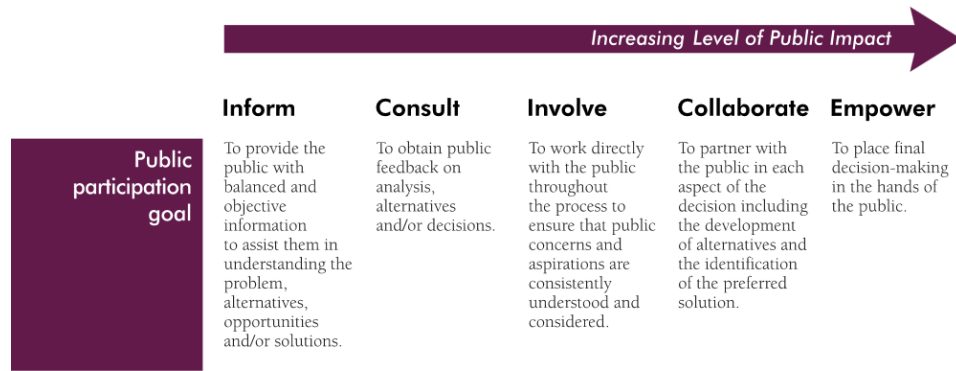 Increasing Level of Public Impact
Inform
Consult
Involve
Collaborate
Empower
Public
participation
goal
To provide the
public with
balanced and
objective
information
to assist them in
understanding the
problem,
alternatives,
opportunities
and/or solutions.
To obtain public
feedback on
analysis,
alternatives
and/or decisions.
To work directly
with the public
throughout
the process to
ensure that public
concerns and
aspirations are
consistently
understood and
considered.
To partner with
the public in each
aspect of the
decision including
the development
of alternatives and
the identification
of the preferred
solution.
To place final
decision-making
in the hands of
the public.